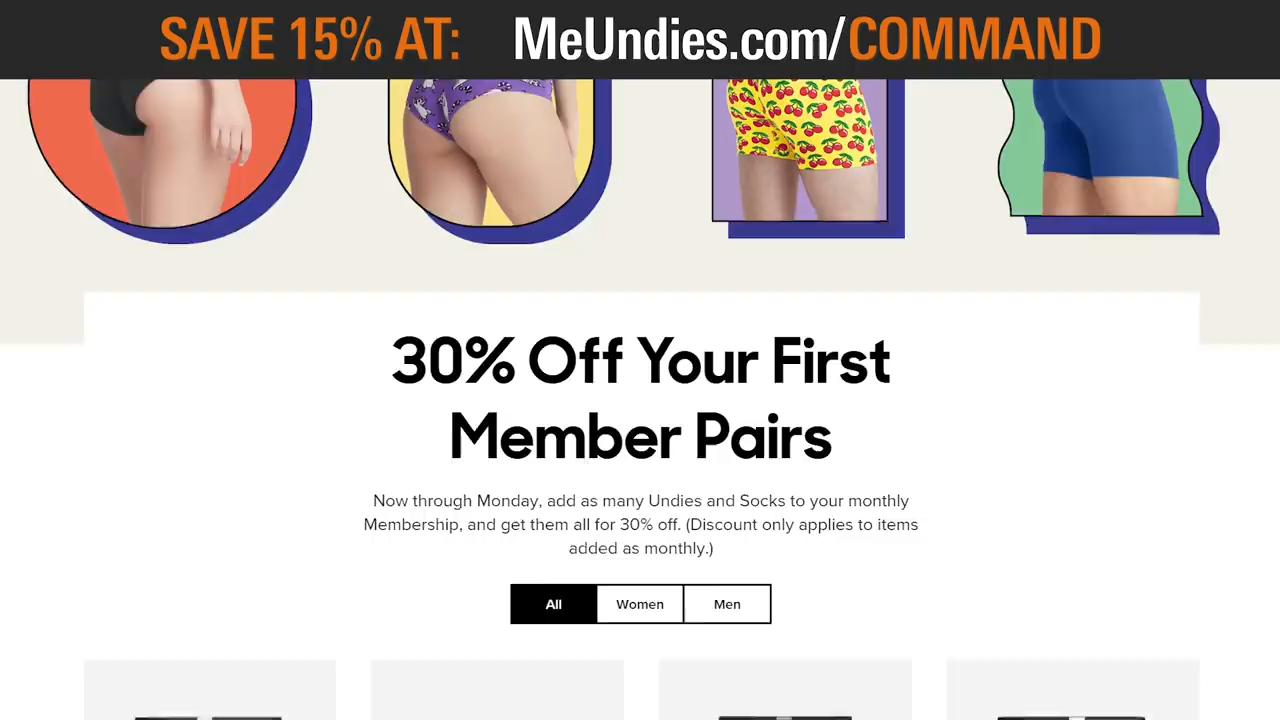 SAVE 15% AT: MeUndies.com/COMMAND
30% Off Your First
Member Pairs
Now through Monday, add as many Undies and Socks to your monthly
Membership, and get them all for 30% off. (Discount only applies to items
added as monthly.)
All Women Men